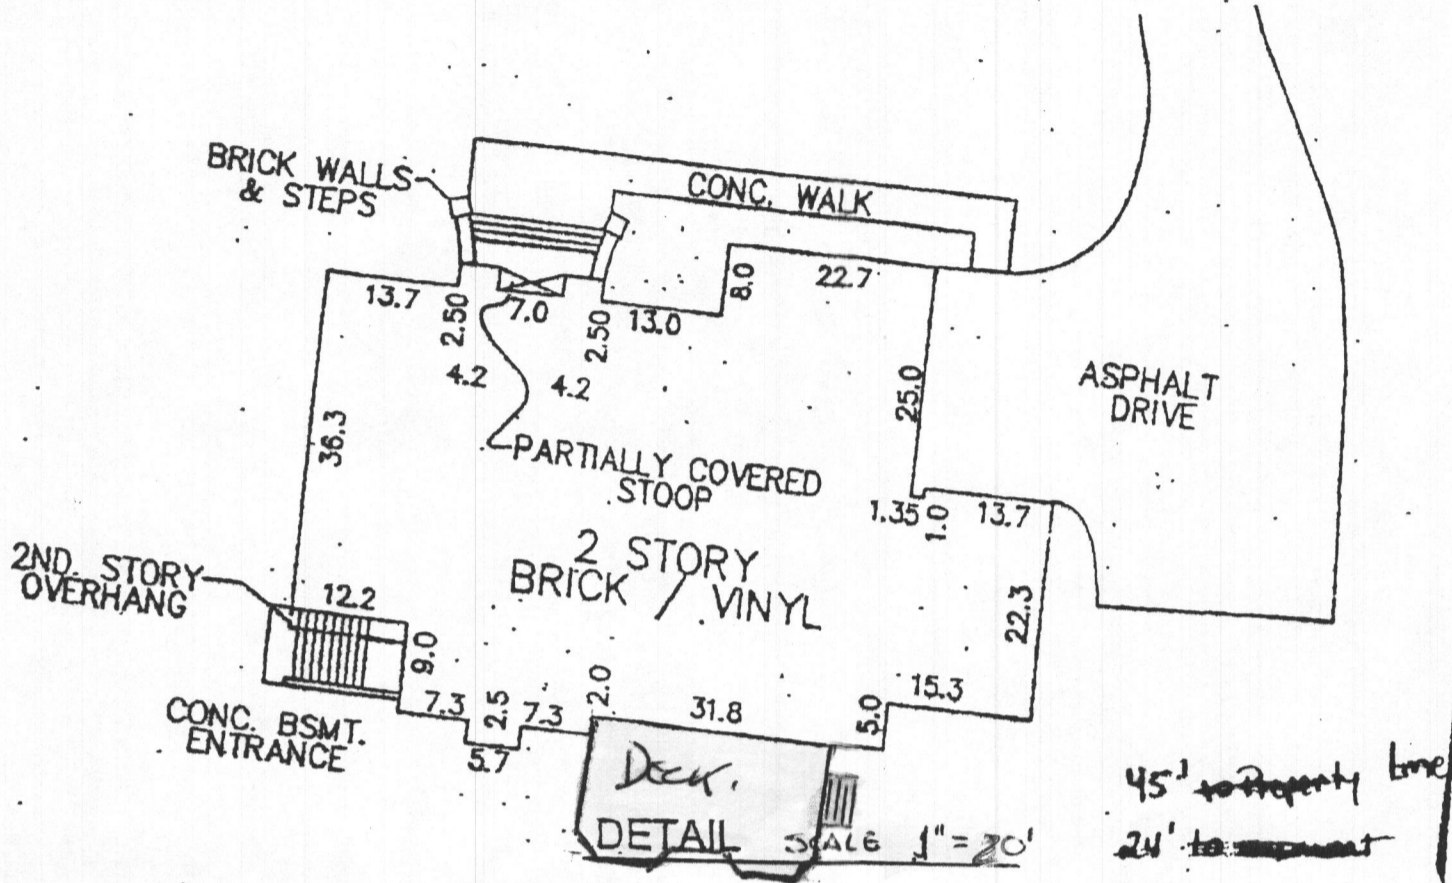 BRICK WALLS
& STEPS
CONC. WALK
13.7
2.50
7.0
2.50
13.0
8.0
22.7
4.2
4.2
36.3
25.0
ASPHALT
DRIVE
PARTIALLY COVERED
STOOP
1.35
1.0
13.7
2 STORY
BRICK / VINYL
2ND. STORY
OVERHANG
12.2
9.0
22.3
7.3
2.5
7.3
2.0
31.8
5.0
15.3
CONC. BSMT.
ENTRANCE
5.7
DECK.
DETAIL
SCALE 1" = 20'
45' to Property line
24' to